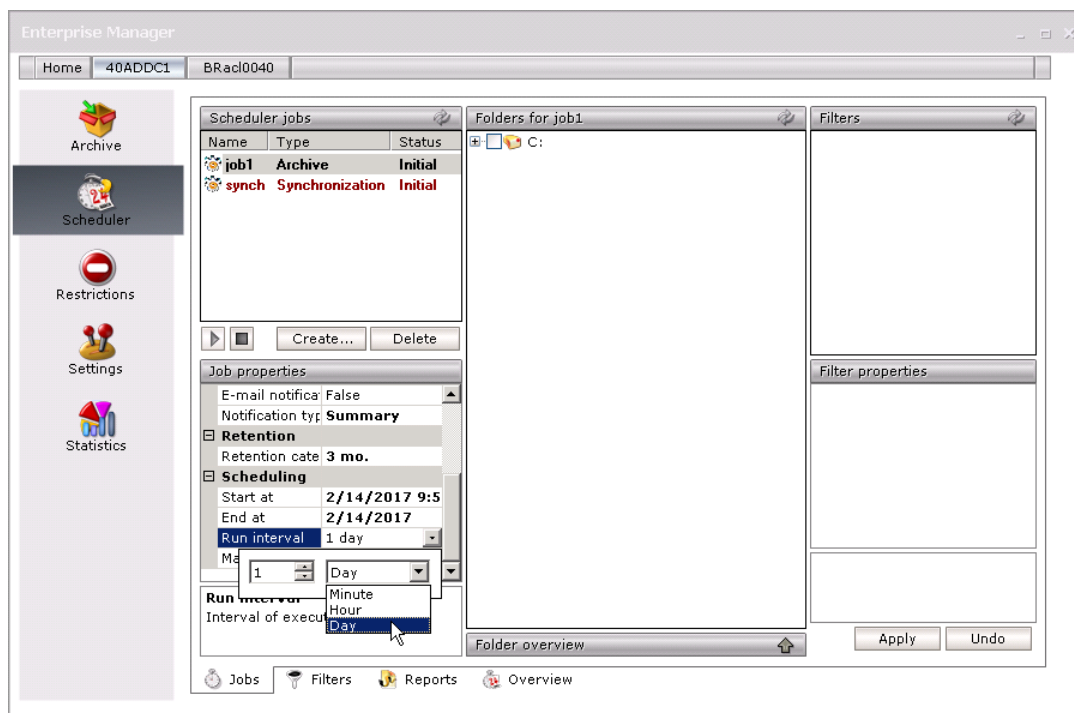 Enterprise Manager
Home 40ADDC1 BRacl0040
Archive
Scheduler
Restrictions
Settings
Statistics
Scheduler jobs
Name Type Status
job1 Archive Initial
synch Synchronization Initial
Create... Delete
Job properties
E-mail notifica False
Notification typ Summary
Retention
Retention cate 3 mo.
Scheduling
Start at 2/14/2017 9:5
End at 2/14/2017
Run interval 1 day
Ma
1 Day
Minute
Hour
Day
Run interval
Interval of execu
Folders for job1
C:
Folder overview
Filters
Filter properties
Apply Undo
Jobs Filters Reports Overview